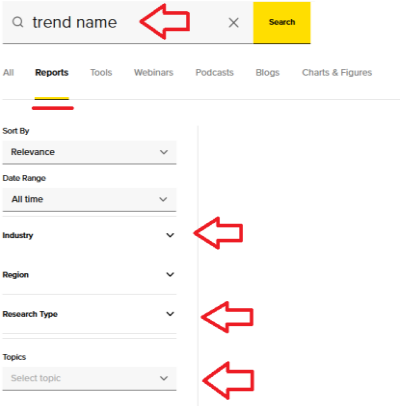 trend name Search
All Reports Tools Webinars Podcasts Blogs Charts & Figures
Sort By
Relevance
Date Range
All time
Industry
Region
Research Type
Topics
Select topic